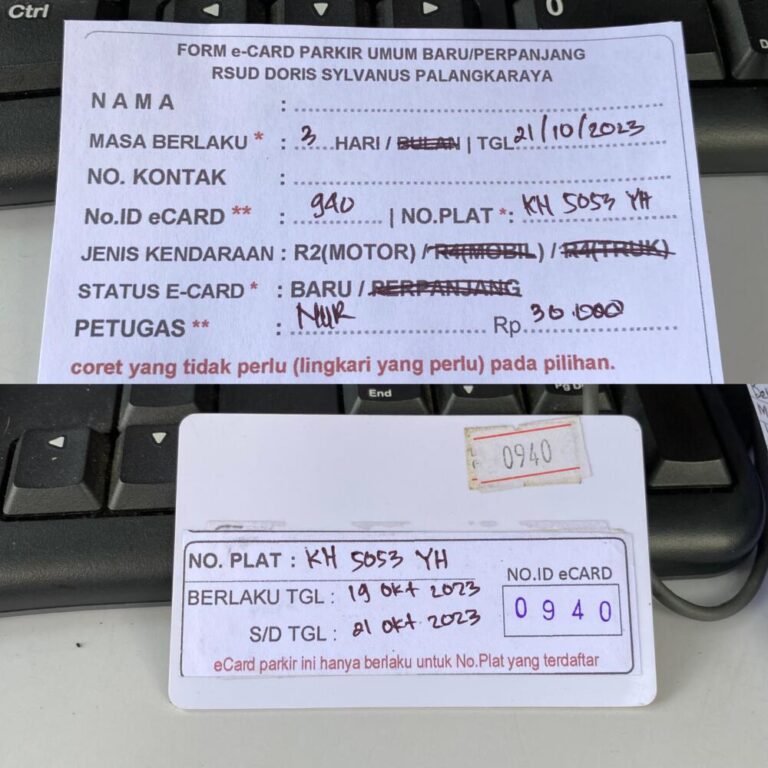 Ctrl
0
FORM e-CARD PARKIR UMUM BARU/PERPANJANG
RSUD DORIS SYLVANUS PALANGKARAYA
NAMA :
MASA BERLAKU * : 3 HARI / BULAN | TGL 21/10/2023
NO. KONTAK :
No.ID eCARD ** : 940 | NO.PLAT *: KH 5053 YH
JENIS KENDARAAN : R2(MOTOR) / R4(MOBIL) / R4(TRUK)
STATUS E-CARD * : BARU / PERPANJANG
PETUGAS ** : NUR Rp. 30.000
coret yang tidak perlu (lingkari yang perlu) pada pilihan.
End
0940
NO. PLAT : KH 5053 YH
BERLAKU TGL : 19 Okt 2023
NO.ID eCARD
0940
S/D TGL : 21 Okt 2023
eCard parkir ini hanya berlaku untuk No.Plat yang terdaftar